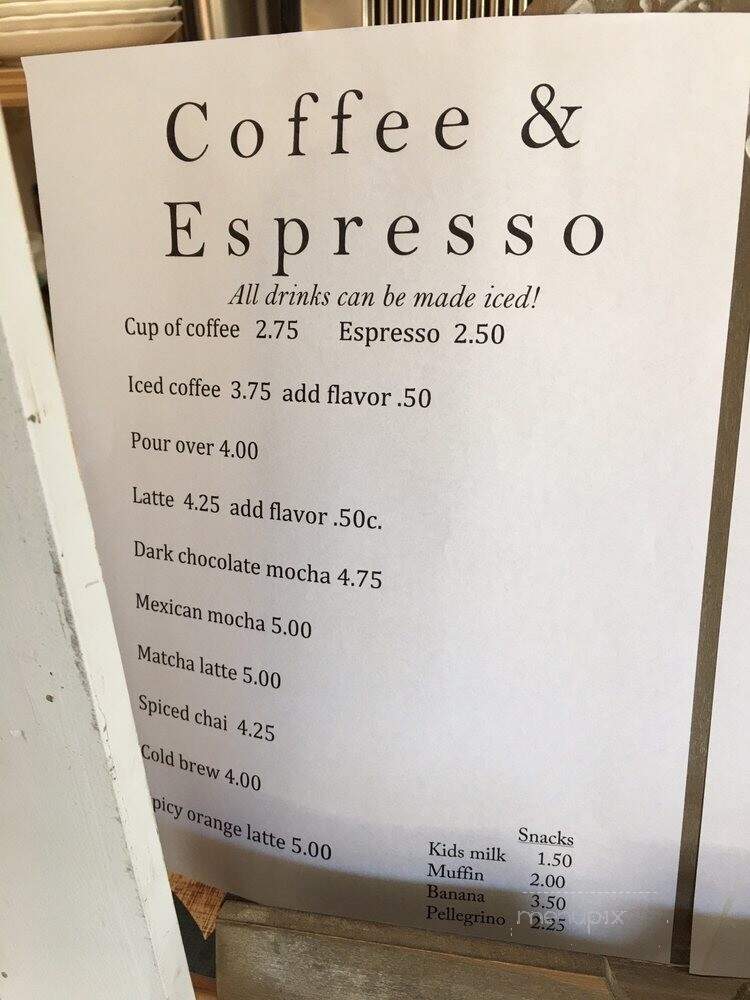 Coffee &
Espresso
All drinks can be made iced!
Cup of coffee 2.75 Espresso 2.50
Iced coffee 3.75 add flavor .50
Pour over 4.00
Latte 4.25 add flavor .50c.
Dark chocolate mocha 4.75
Mexican mocha 5.00
Matcha latte 5.00
Spiced chai 4.25
Cold brew 4.00
picy orange latte 5.00
Snacks
Kids milk 1.50
Muffin 2.00
Banana 3.50
Pellegrino 2.25
menupix